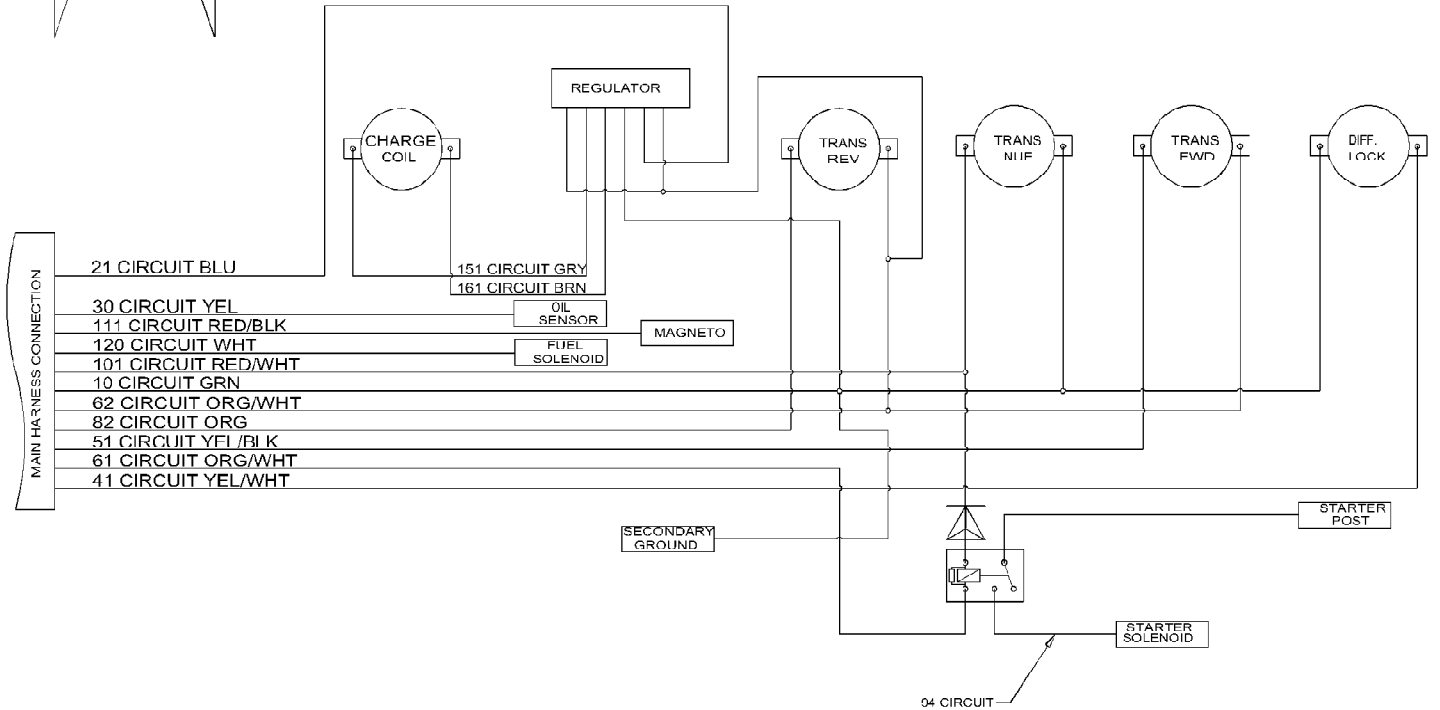 REGULATOR
CHARGE
COIL
TRANS
REV
TRANS
NUE
TRANS
FWD
DIFF.
LOCK
MAIN HARNESS CONNECTION
21 CIRCUIT BLU
151 CIRCUIT GRY
161 CIRCUIT BRN
30 CIRCUIT YEL
OIL
SENSOR
111 CIRCUIT RED/BLK
MAGNETO
120 CIRCUIT WHT
FUEL
SOLENOID
101 CIRCUIT RED/WHT
10 CIRCUIT GRN
62 CIRCUIT ORG/WHT
82 CIRCUIT ORG
51 CIRCUIT YEL/BLK
61 CIRCUIT ORG/WHT
41 CIRCUIT YEL/WHT
STARTER
POST
SECONDARY
GROUND
STARTER
SOLENOID
CIRCUIT